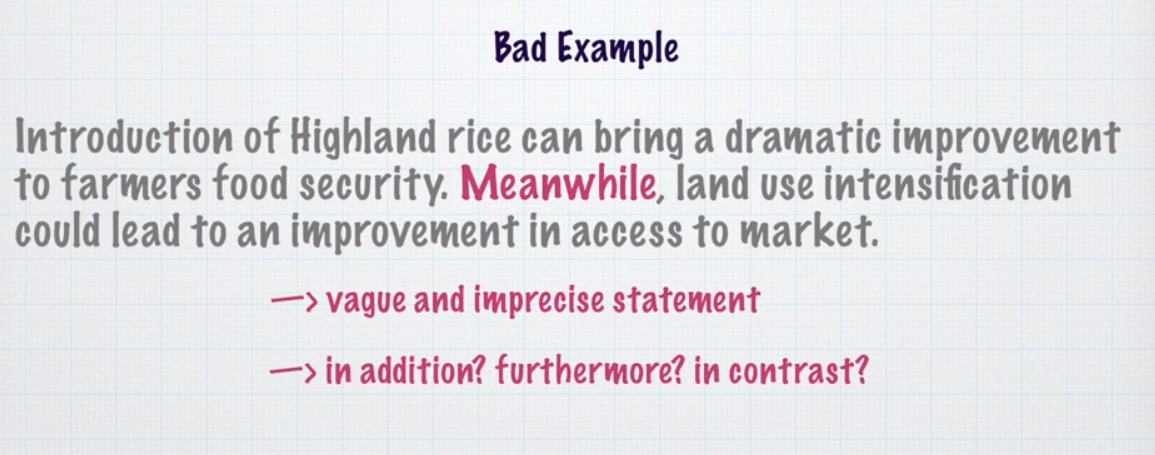 Bad Example
Introduction of Highland rice can bring a dramatic improvement
to farmers food security. Meanwhile, land use intensification
could lead to an improvement in access to market.
—> vague and imprecise statement
—> in addition? furthermore? in contrast?